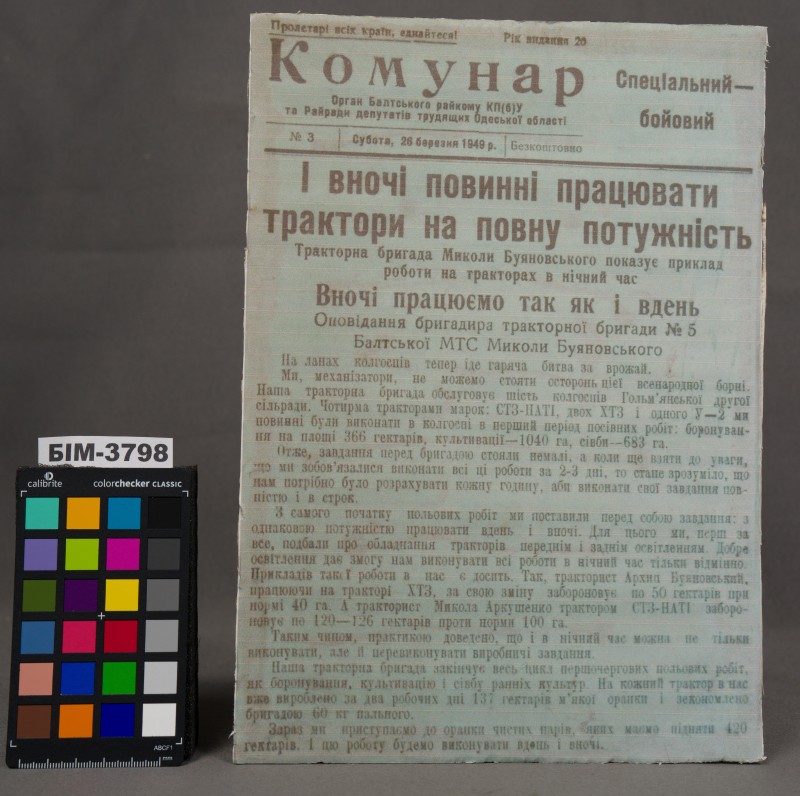 Пролетарі всіх країн, єднайтеся!
Рік видання 20
Комунар
Спеціальний—
бойовий
Орган Балтського райкому КП(б)У
та Райради депутатів трудящих Одеської області
№ 3
Субота, 26 березня 1949 р.
Безкоштовно
І вночі повинні працювати
трактори на повну потужність
Тракторна бригада Миколи Буяновського показує приклад
роботи на тракторах в нічний час
Вночі працюємо так як і вдень
Оповідання бригадира тракторної бригади № 5
Балтської МТС Миколи Буяновського
На ланах колгоспів тепер іде гаряча битва за врожай.
Ми, механізатори, не можемо стояти осторонь цієї всенародної борні.
Наша тракторна бригада обслуговує шість колгоспів Гольм'янської другої
сільради. Чотирма тракторами марок: СТЗ-НАТІ, двох ХТЗ і одного У—2 ми
повинні були виконати в колгоспі в перший період посівних робіт: боронуван-
ня на площі 366 гектарів, культивації—1040 га, сівби—683 га.
Отже, завдання перед бригадою стояли немалі, а коли ще взяти до уваги,
що ми зобов'язалися виконати всі ці роботи за 2-3 дні, то стане зрозуміло, що
нам потрібно було розрахувати кожну годину, аби виконати свої завдання пов-
ністю і в строк.
З самого початку польових робіт ми поставили перед собою завдання: з
однаковою потужністю працювати вдень і вночі. Для цього ми, перш за
все, подбали про обладнання тракторів переднім і заднім освітленням. Добре
освітлення дає змогу нам виконувати всі роботи в нічний час тільки відмінно.
Прикладів такої роботи в нас є досить. Так, тракторист Архип Буяновський,
працюючи на тракторі ХТЗ, за свою зміну забороновує по 50 гектарів при
нормі 40 га. А тракторист Микола Аркушенко трактором СТЗ-НАТІ заборо-
новує по 120—126 гектарів проти норми 100 га.
Таким чином, практикою доведено, що і в нічний час можна не тільки
виконувати, але й перевиконувати виробничі завдання.
Наша тракторна бригада закінчує весь цикл першочергових польових робіт,
як боронування, культивацію і сівбу ранніх культур. На кожний трактор в нас
вже вироблено за два робочих дні 137 гектарів м'якої оранки і зекономлено
бригадою 60 кг пального.
Зараз ми приступаємо до оранки чистих парів, яких маємо підняти 420
гектарів. І цю роботу будемо виконувати вдень і вночі.
БІМ-3798
calibrite
colorchecker CLASSIC
ABCF1
mm